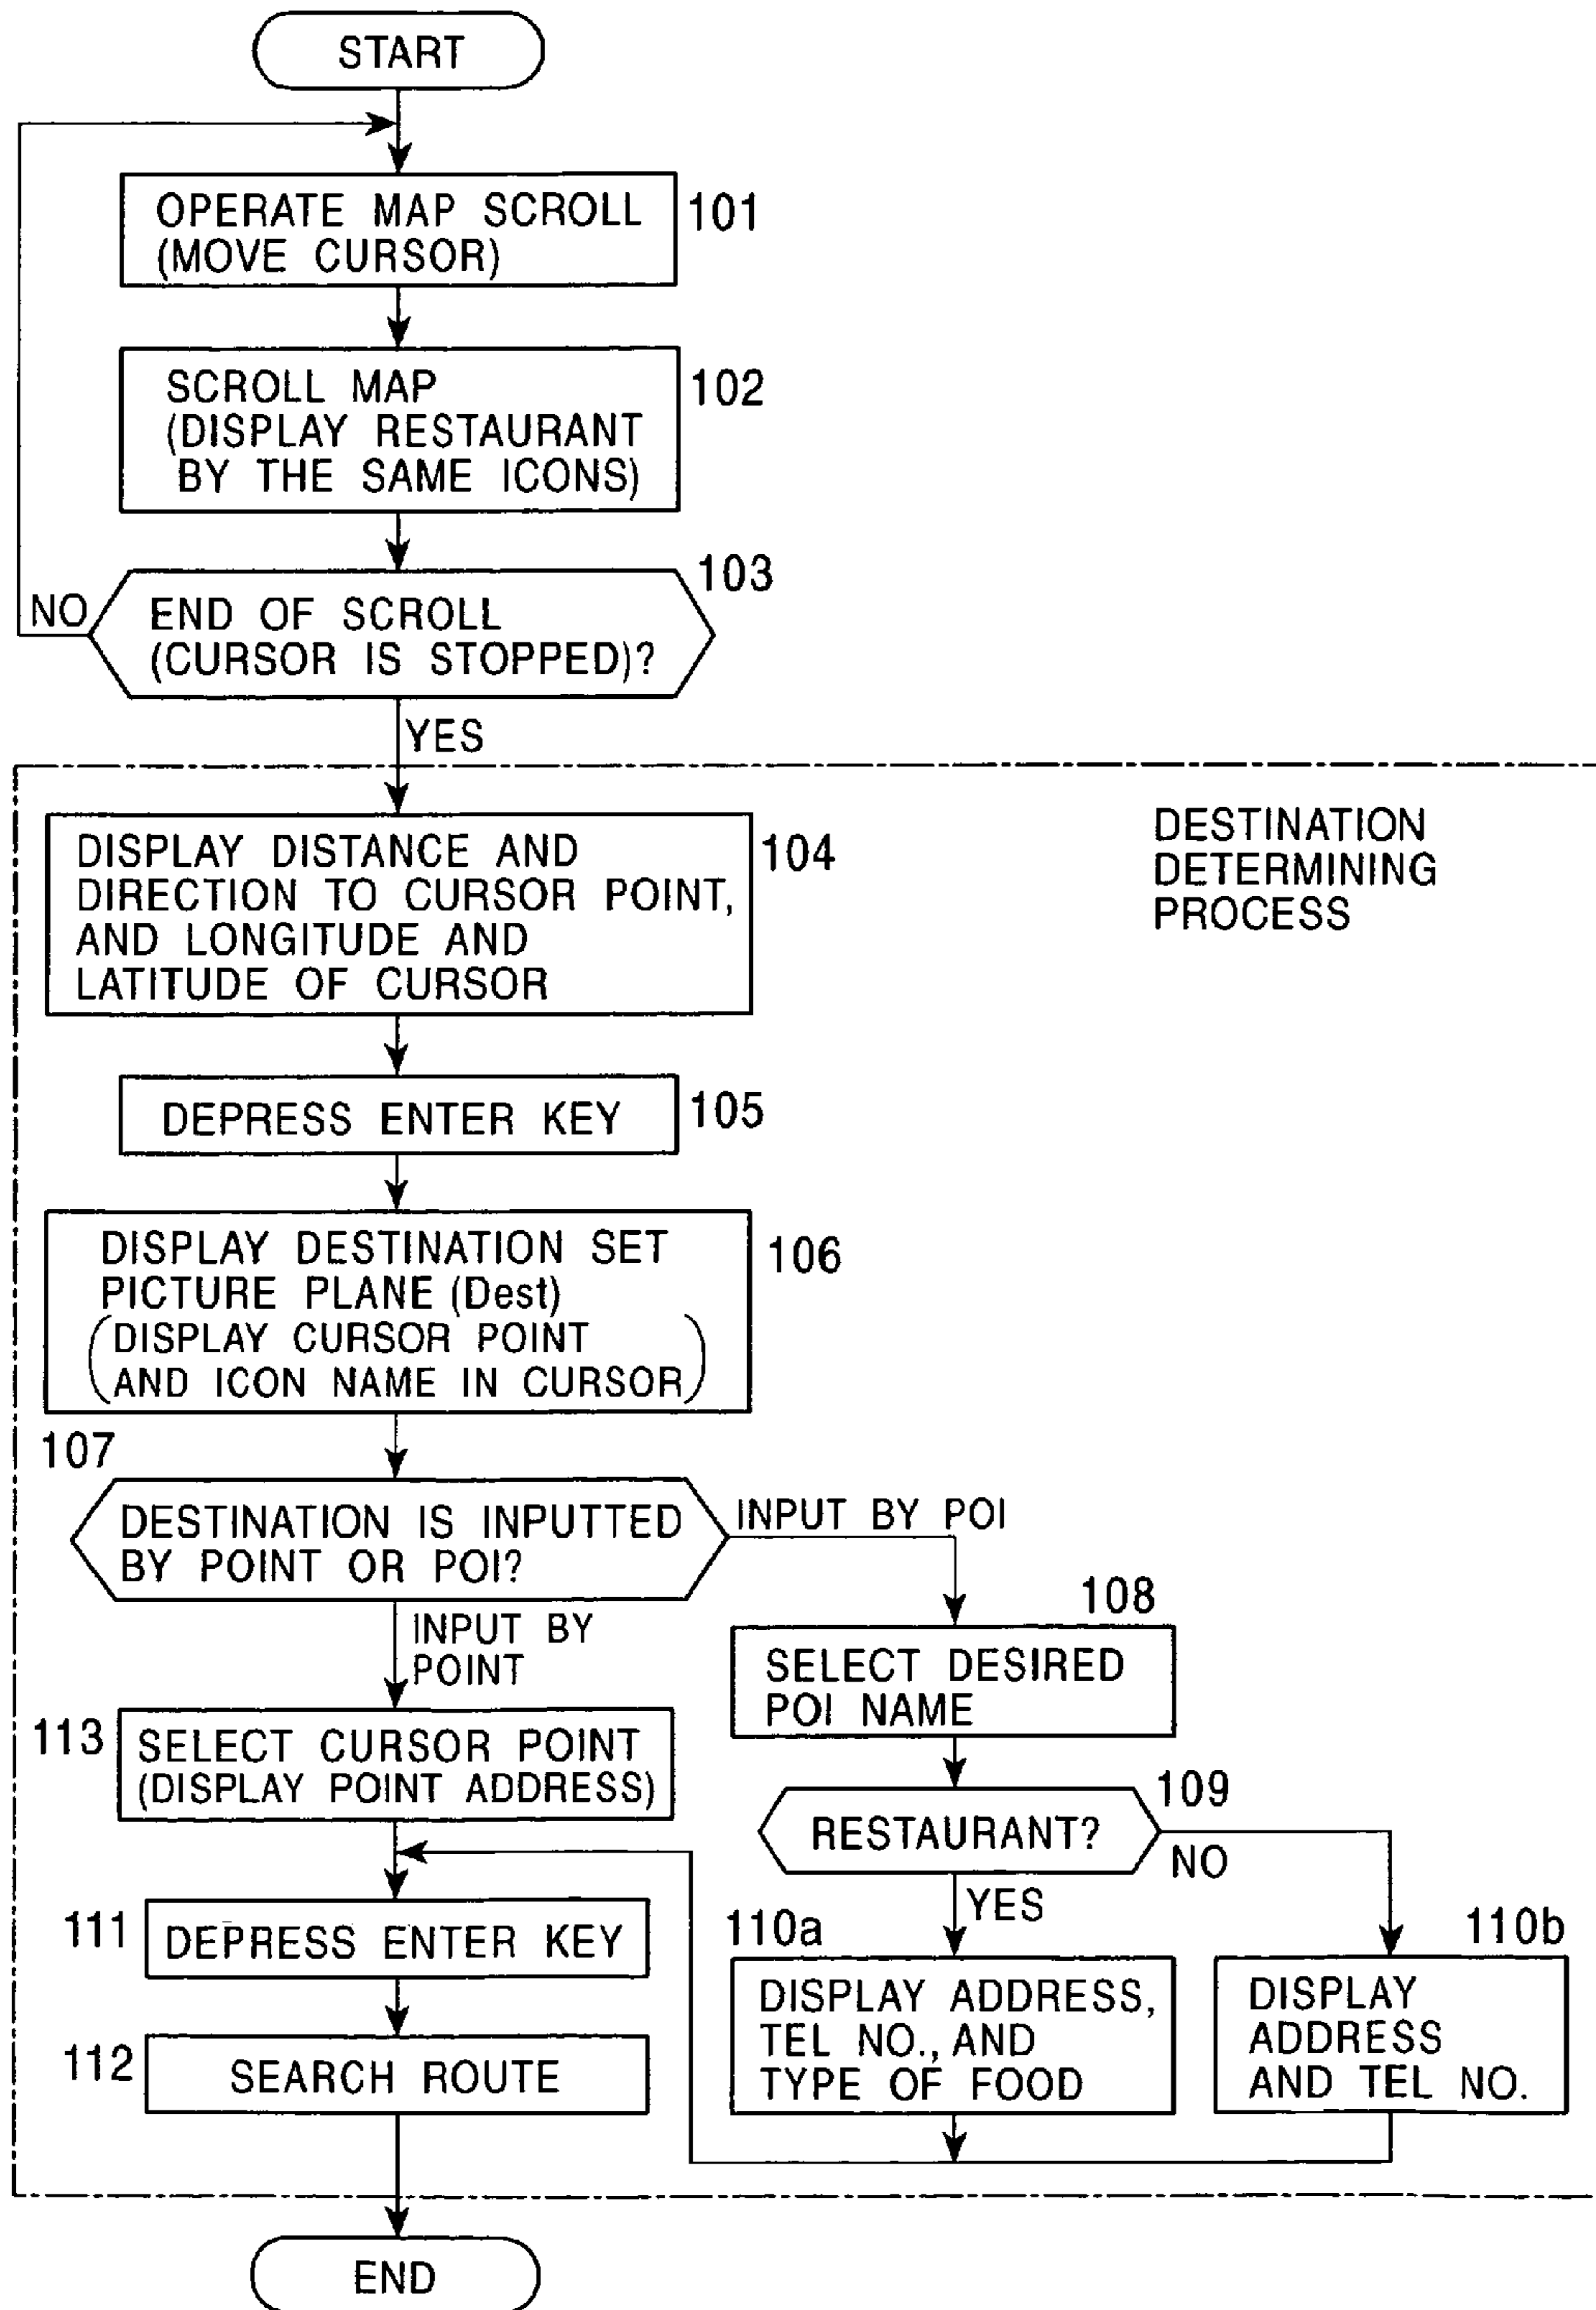 START
OPERATE MAP SCROLL
(MOVE CURSOR)
101
SCROLL MAP
(DISPLAY RESTAURANT
BY THE SAME ICONS)
102
103
NO
END OF SCROLL
(CURSOR IS STOPPED)?
YES
DESTINATION
DETERMINING
PROCESS
DISPLAY DISTANCE AND
DIRECTION TO CURSOR POINT,
AND LONGITUDE AND
LATITUDE OF CURSOR
104
DEPRESS ENTER KEY
105
DISPLAY DESTINATION SET
PICTURE PLANE (Dest)
(DISPLAY CURSOR POINT
AND ICON NAME IN CURSOR)
106
107
DESTINATION IS INPUTTED
BY POINT OR POI?
INPUT BY POI
INPUT BY
POINT
108
SELECT DESIRED
POI NAME
113
SELECT CURSOR POINT
(DISPLAY POINT ADDRESS)
109
RESTAURANT?
NO
YES
111
DEPRESS ENTER KEY
110a
DISPLAY ADDRESS,
TEL NO., AND
TYPE OF FOOD
110b
DISPLAY
ADDRESS
AND TEL NO.
112
SEARCH ROUTE
END